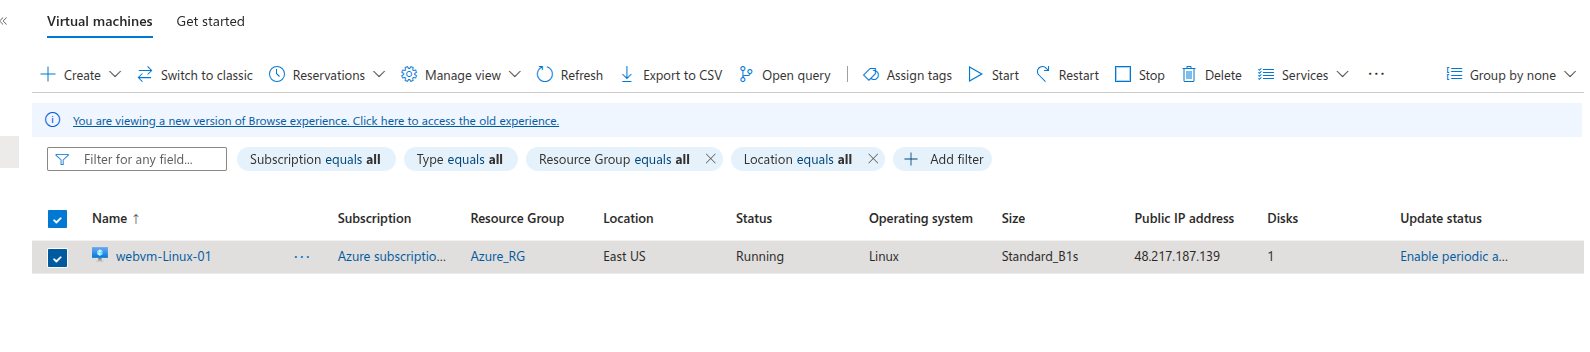 Virtual machines Get started
Create Switch to classic Reservations Manage view Refresh Export to CSV Open query Assign tags Start Restart Stop Delete Services Group by none
You are viewing a new version of Browse experience. Click here to access the old experience.
Filter for any field... Subscription equals all Type equals all Resource Group equals all Location equals all Add filter
Name ↑ Subscription Resource Group Location Status Operating system Size Public IP address Disks Update status
webvm-Linux-01 Azure subscriptio... Azure_RG East US Running Linux Standard_B1s 48.217.187.139 1 Enable periodic a...